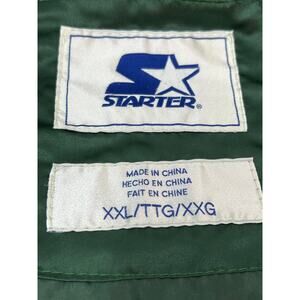 STARTER®
MADE IN CHINA
HECHO EN CHINA
FAIT EN CHINE
XXL/TTG/XXG